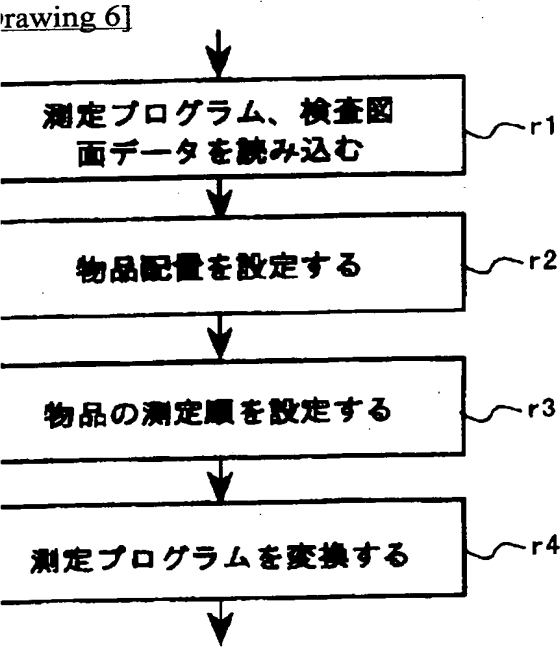 rawing 6]
測定プログラム、検査図
面データを読み込む
r1
物品配置を設定する
r2
物品の測定順を設定する
r3
測定プログラムを変換する
r4